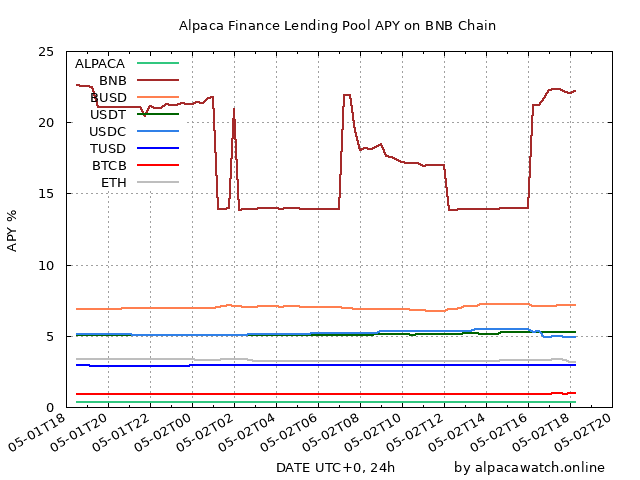 Alpaca Finance Lending Pool APY on BNB Chain
25
20
15
10
5
0
APY %
ALPACA
BNB
BUSD
USDT
USDC
TUSD
BTCB
ETH
05-01T18
05-01T20
05-01T22
05-02T00
05-02T02
05-02T04
05-02T06
05-02T08
05-02T10
05-02T12
05-02T14
05-02T16
05-02T18
05-02T20
DATE UTC+0, 24h
by alpacawatch.online